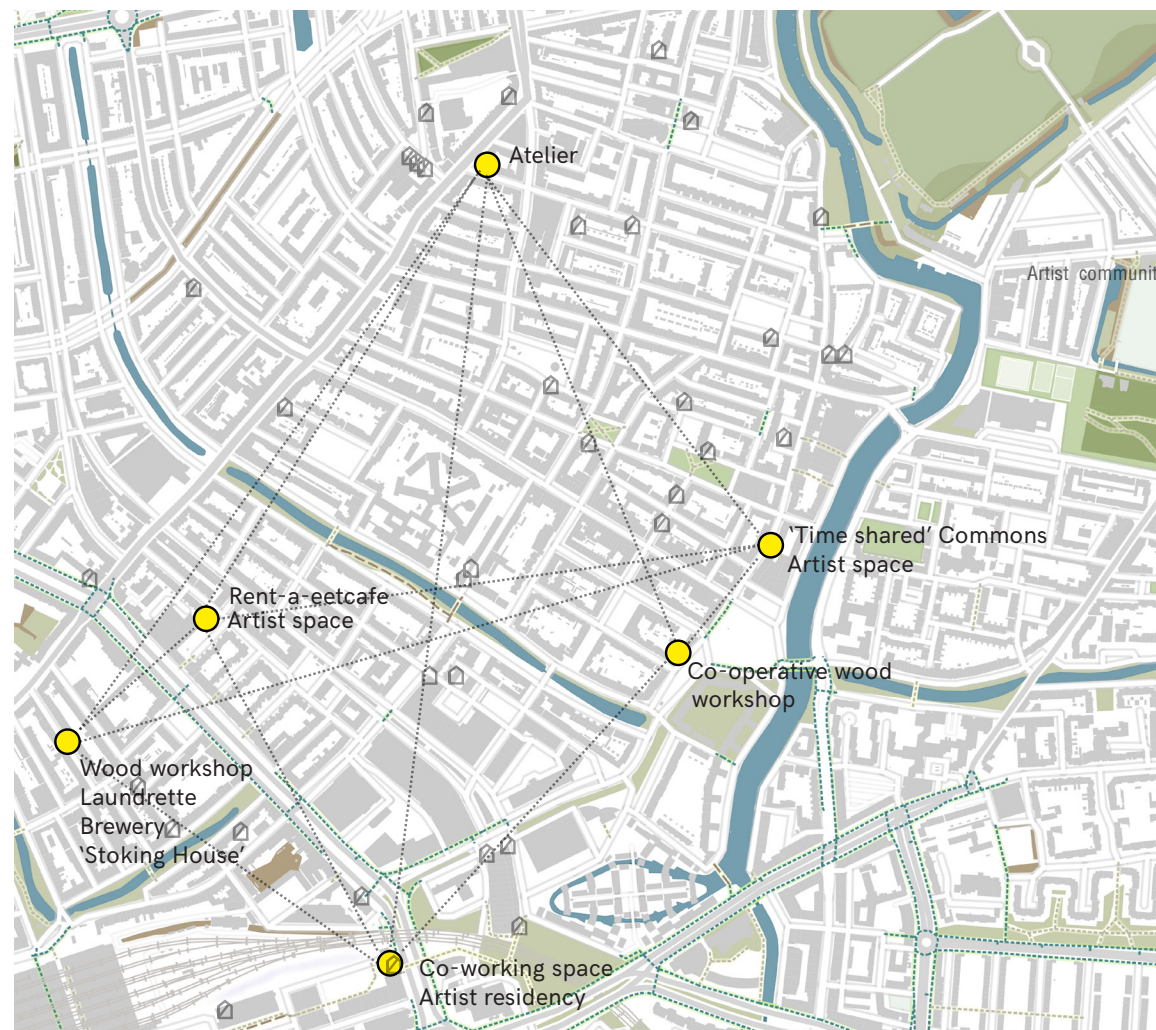 Atelier
Artist communit
'Time shared' Commons
Artist space
Rent-a-eetcafe
Artist space
Co-operative wood
workshop
Wood workshop
Laundrette
Brewery
'Stoking House'
Co-working space
Artist residency